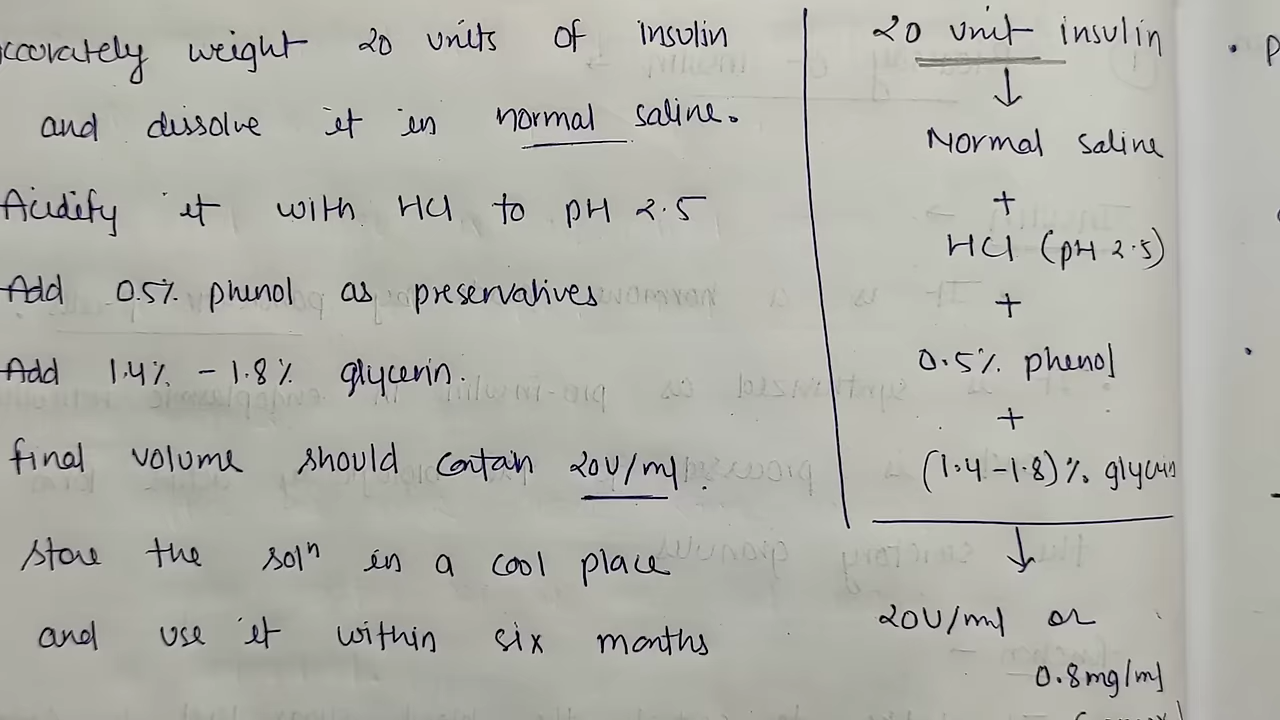 accurately weight 20 units of insulin
and dissolve it in normal saline.
Acidify it with HCl to pH 2.5
Add 0.5% phenol as preservatives
Add 1.4% - 1.8% glycerin.
final volume should contain 20U/ml.
store the solⁿ in a cool place
and use it within six months
20 unit insulin
↓
Normal saline
+
HCl (pH 2.5)
+
0.5% phenol
+
(1.4-1.8)% glycerin
↓
20U/ml or
0.8mg/ml